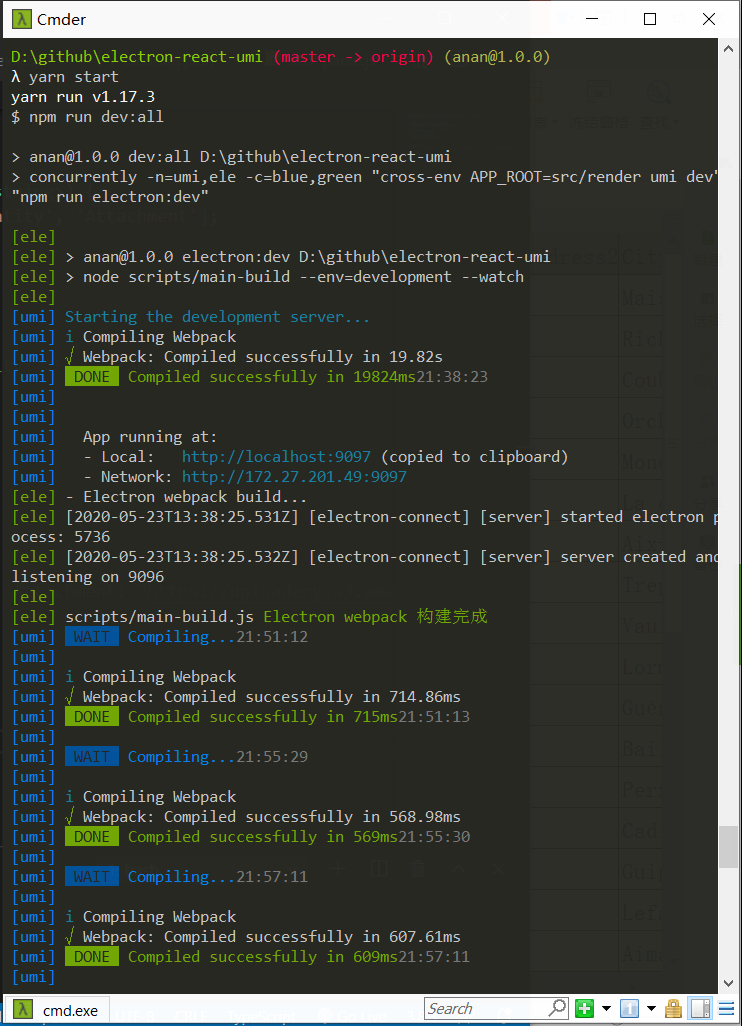 Cmder
D:\github\electron-react-umi (master -> origin) (anan@1.0.0)
λ yarn start
yarn run v1.17.3
$ npm run dev:all
> anan@1.0.0 dev:all D:\github\electron-react-umi
> concurrently -n=umi,ele -c=blue,green "cross-env APP_ROOT=src/render umi dev"
"npm run electron:dev"
[ele]
[ele] > anan@1.0.0 electron:dev D:\github\electron-react-umi
[ele] > node scripts/main-build --env=development --watch
[ele]
[umi] Starting the development server...
[umi] i Compiling Webpack
[umi] √ Webpack: Compiled successfully in 19.82s
[umi] DONE Compiled successfully in 19824ms21:38:23
[umi]
[umi]
[umi] App running at:
[umi] - Local: http://localhost:9097 (copied to clipboard)
[umi] - Network: http://172.27.201.49:9097
[ele] - Electron webpack build...
[ele] [2020-05-23T13:38:25.531Z] [electron-connect] [server] started electron p
ocess: 5736
[ele] [2020-05-23T13:38:25.532Z] [electron-connect] [server] server created and
listening on 9096
[ele]
[ele] scripts/main-build.js Electron webpack 构建完成
[umi] WAIT Compiling...21:51:12
[umi]
[umi] i Compiling Webpack
[umi] √ Webpack: Compiled successfully in 714.86ms
[umi] DONE Compiled successfully in 715ms21:51:13
[umi]
[umi] WAIT Compiling...21:55:29
[umi]
[umi] i Compiling Webpack
[umi] √ Webpack: Compiled successfully in 568.98ms
[umi] DONE Compiled successfully in 569ms21:55:30
[umi]
[umi] WAIT Compiling...21:57:11
[umi]
[umi] i Compiling Webpack
[umi] √ Webpack: Compiled successfully in 607.61ms
[umi] DONE Compiled successfully in 609ms21:57:11
[umi]
cmd.exe
Search